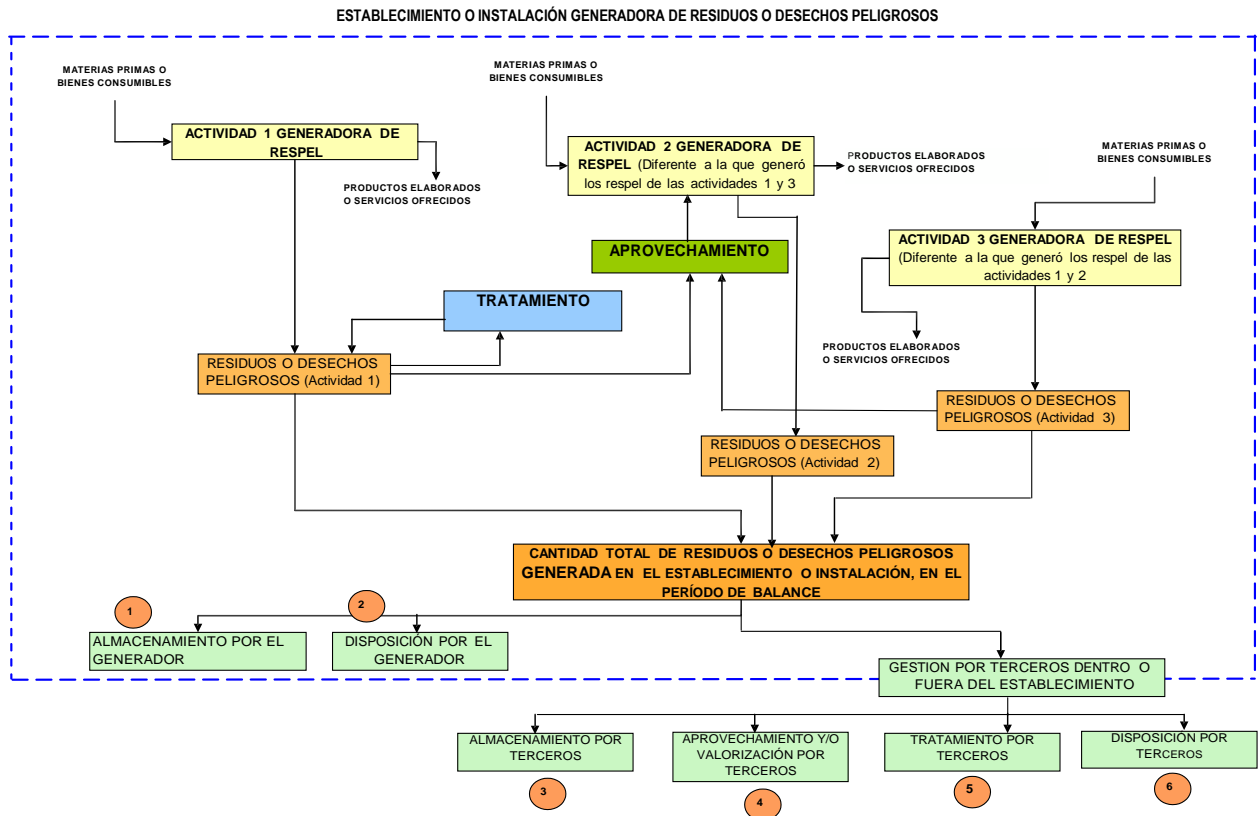 ESTABLECIMIENTO O INSTALACIÓN GENERADORA DE RESIDUOS O DESECHOS PELIGROSOS
MATERIAS PRIMAS O
BIENES CONSUMIBLES
MATERIAS PRIMAS O
BIENES CONSUMIBLES
ACTIVIDAD 1 GENERADORA DE
RESPEL
ACTIVIDAD 2 GENERADORA DE
RESPEL (Diferente a la que generó
los respel de las actividades 1 y 3
MATERIAS PRIMAS O
BIENES CONSUMIBLES
PRODUCTOS ELABORADOS
O SERVICIOS OFRECIDOS
PRODUCTOS ELABORADOS
O SERVICIOS OFRECIDOS
ACTIVIDAD 3 GENERADORA DE RESPEL
(Diferente a la que generó los respel de las
actividades 1 y 2
APROVECHAMIENTO
TRATAMIENTO
PRODUCTOS ELABORADOS
O SERVICIOS OFRECIDOS
RESIDUOS O DESECHOS
PELIGROSOS (Actividad 1)
RESIDUOS O DESECHOS
PELIGROSOS (Actividad 3)
RESIDUOS O DESECHOS
PELIGROSOS (Actividad 2)
CANTIDAD TOTAL DE RESIDUOS O DESECHOS PELIGROSOS
GENERADA EN EL ESTABLECIMIENTO O INSTALACIÓN, EN EL
PERÍODO DE BALANCE
1
2
ALMACENAMIENTO POR EL
GENERADOR
DISPOSICIÓN POR EL
GENERADOR
GESTION POR TERCEROS DENTRO O
FUERA DEL ESTABLECIMIENTO
ALMACENAMIENTO POR
TERCEROS
APROVECHAMIENTO Y/O
VALORIZACIÓN POR
TERCEROS
TRATAMIENTO POR
TERCEROS
DISPOSICIÓN POR
TERCEROS
3
4
5
6